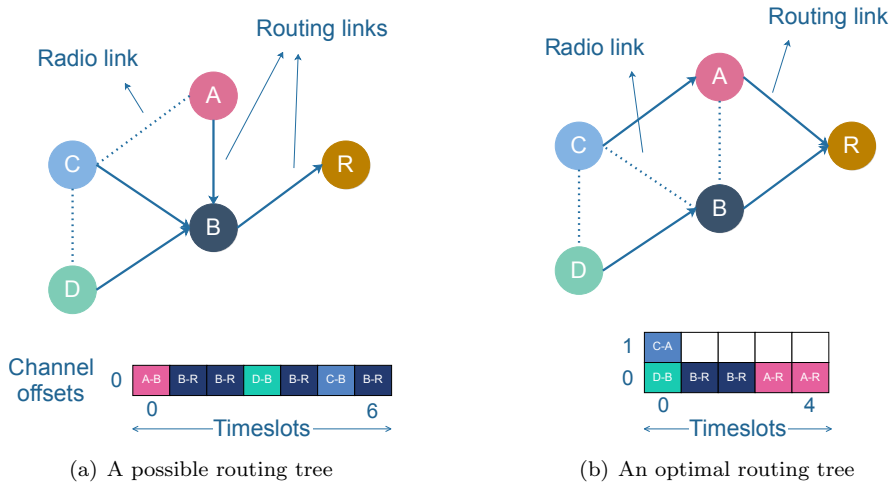 Routing links
Radio link
A
C
R
B
D
Channel
offsets
0
A-B B-R B-R D-B B-R C-B B-R
0 6
Timeslots
(a) A possible routing tree
Routing link
Radio link
A
C
R
B
D
1 C-A
0 D-B B-R B-R A-R A-R
0 4
Timeslots
(b) An optimal routing tree